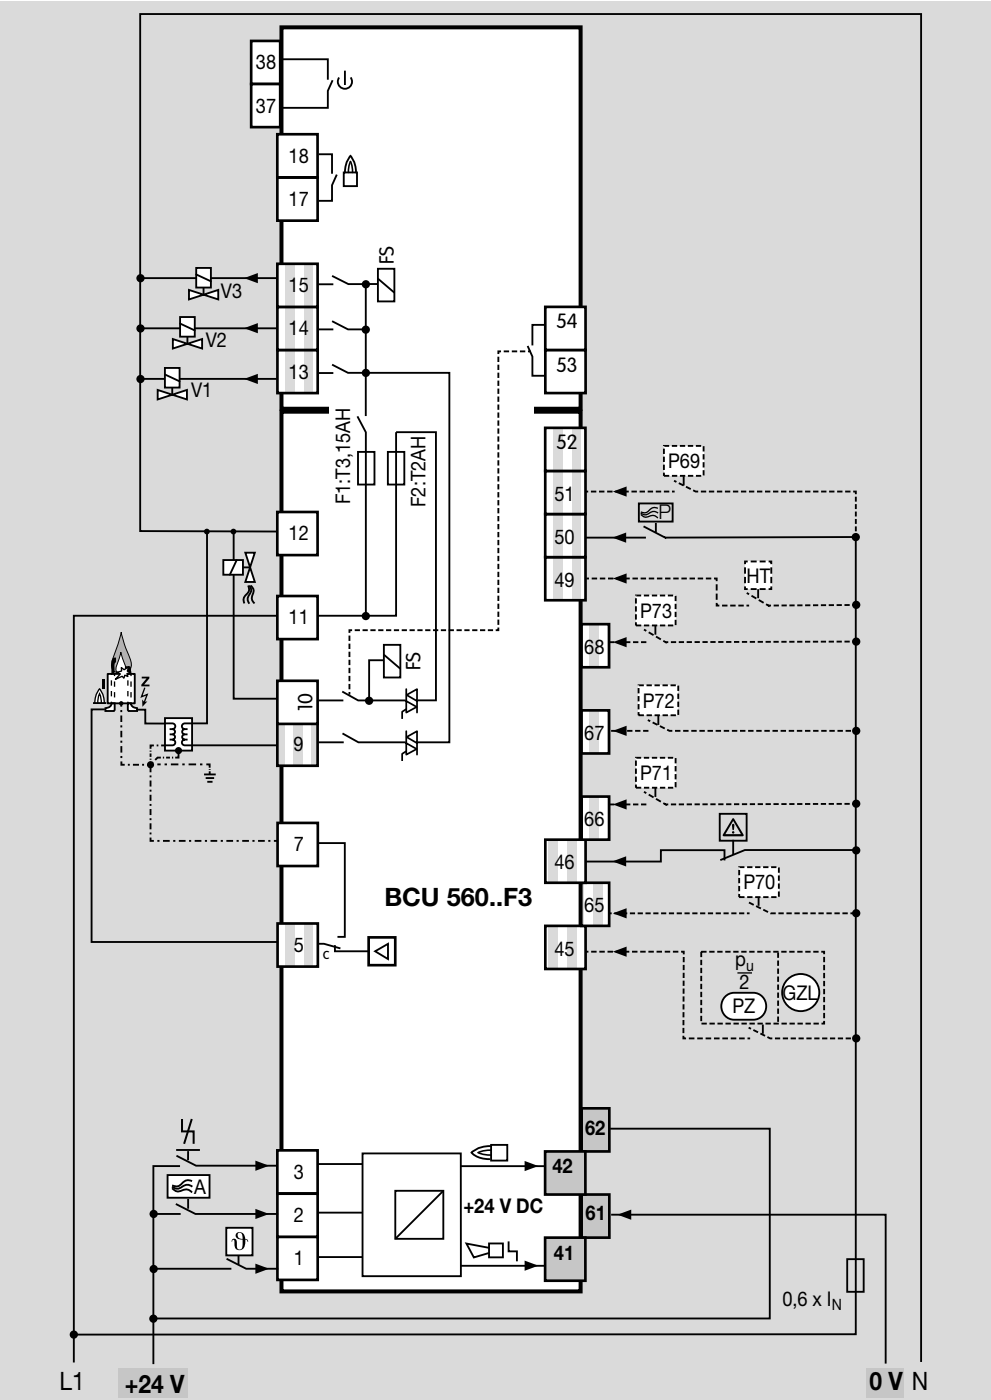 38
37
18
17
FS
15
V3
14
V2
13
V1
54
53
F1:T3,15AH
F2:T2AH
52
P69
51
P
50
12
49
HT
P73
11
68
FS
Z
10
P72
67
9
P71
66
7
46
BCU 560..F3
P70
65
5
c
45
pu
2
PZ
GZL
62
3
42
A
+24 V DC
2
61
ϑ
1
41
0,6 x IN
L1
+24 V
0 V
N